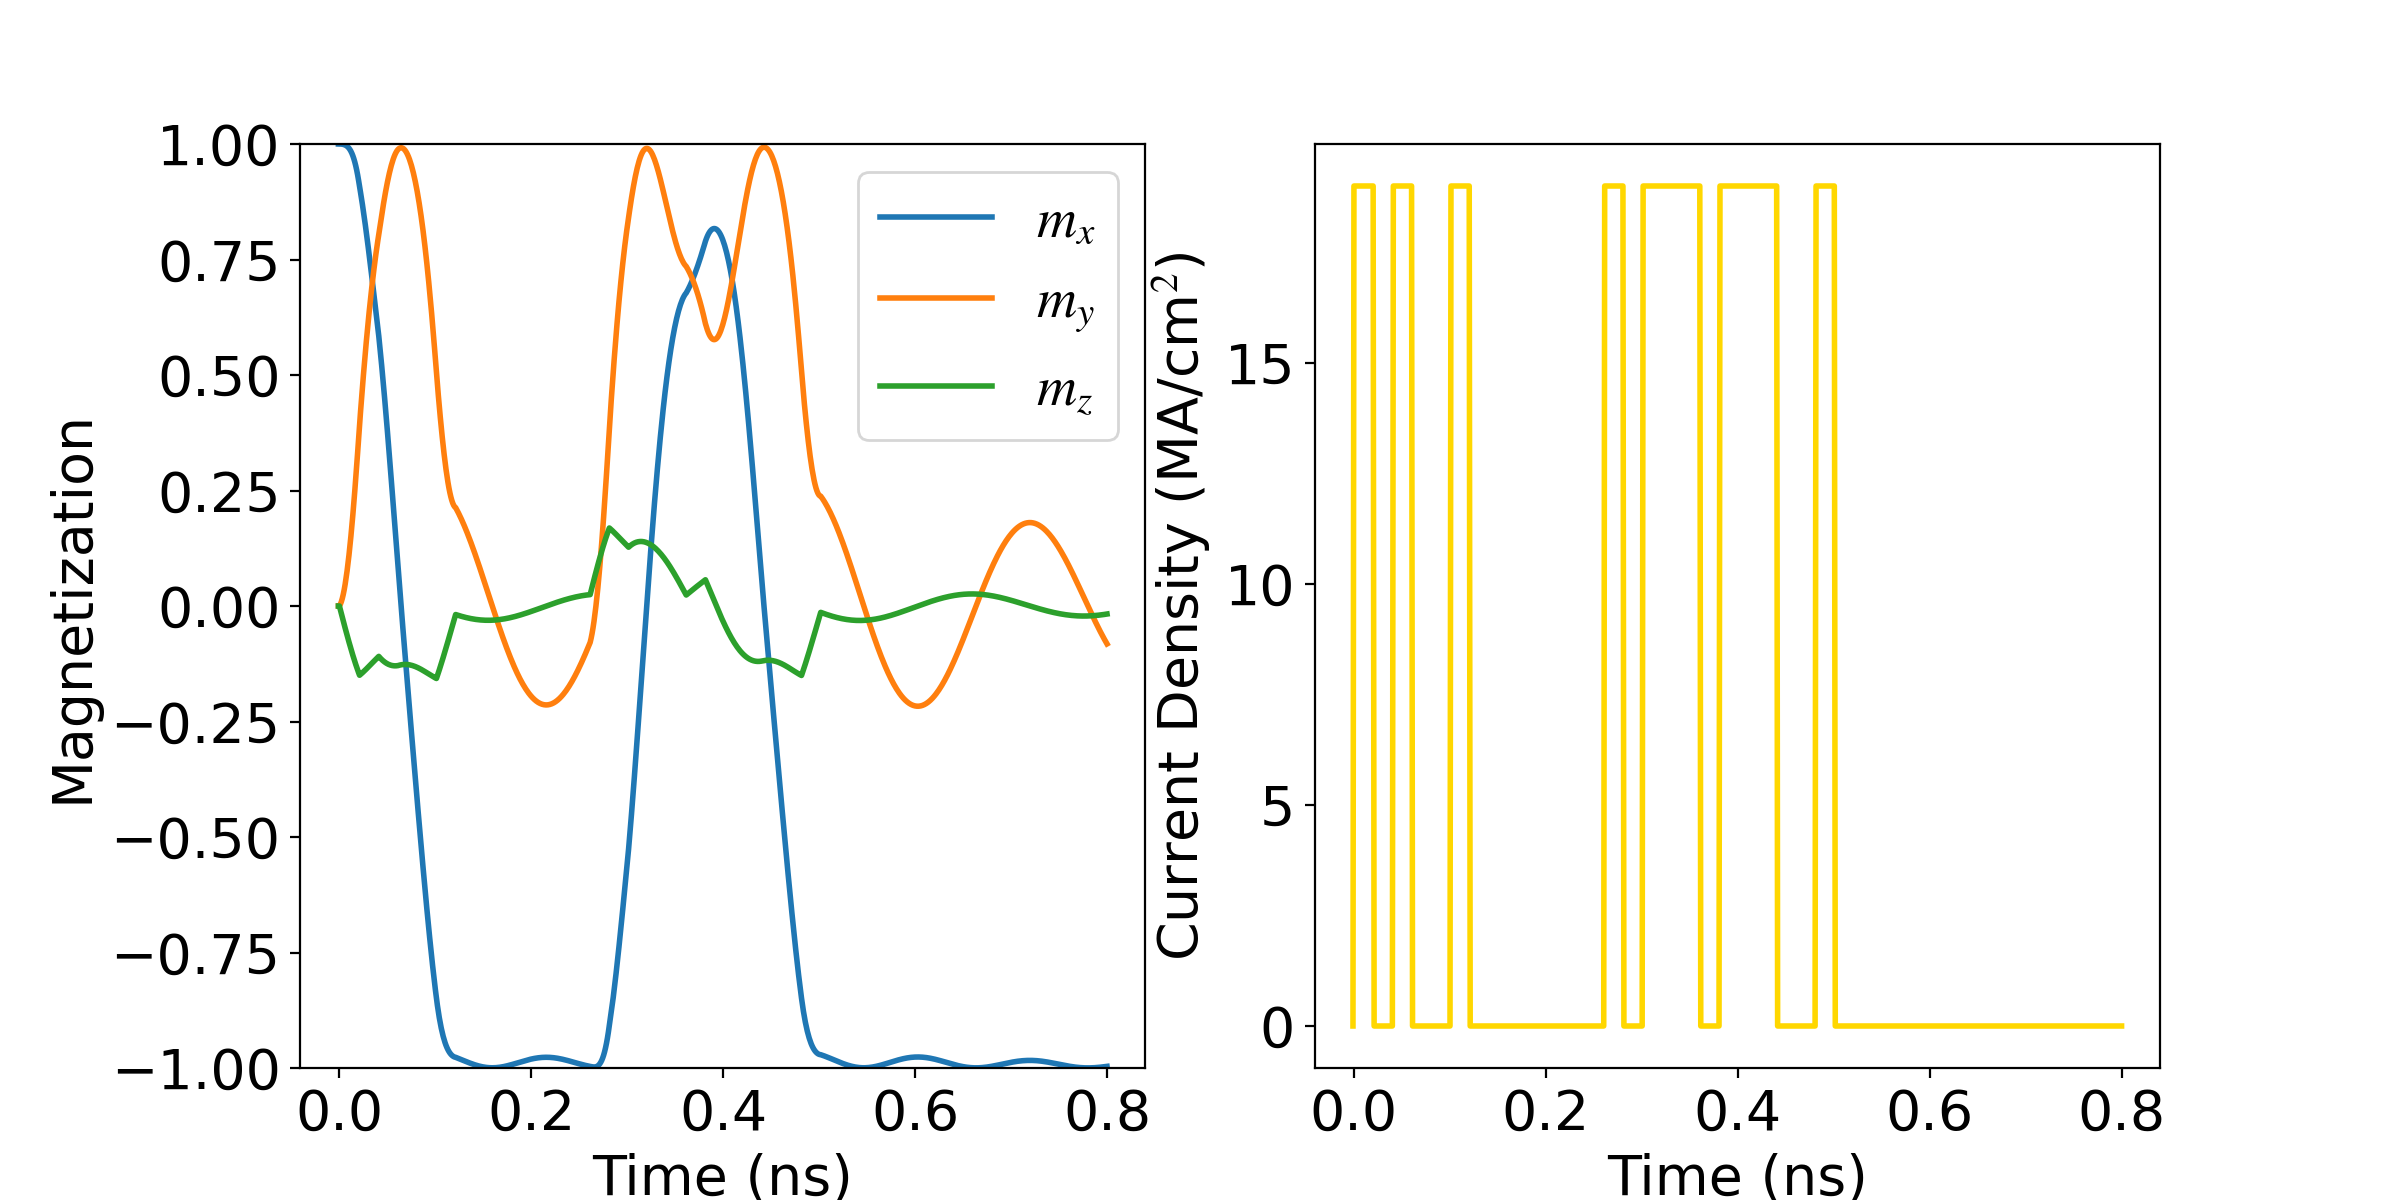 1.00
0.75
0.50
0.25
0.00
−0.25
−0.50
−0.75
−1.00
Magnetization
0.0 0.2 0.4 0.6 0.8
Time (ns)
m_x
m_y
m_z
Current Density (MA/cm²)
15
10
5
0
0.0 0.2 0.4 0.6 0.8
Time (ns)